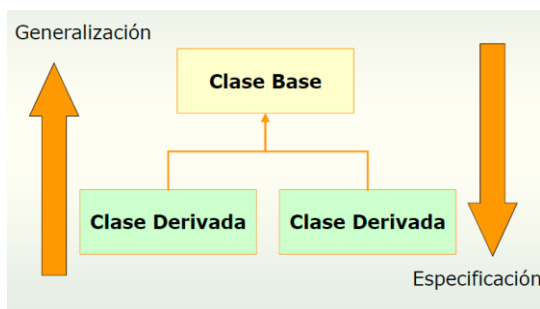 Generalización
Clase Base
Clase Derivada
Clase Derivada
Especificación